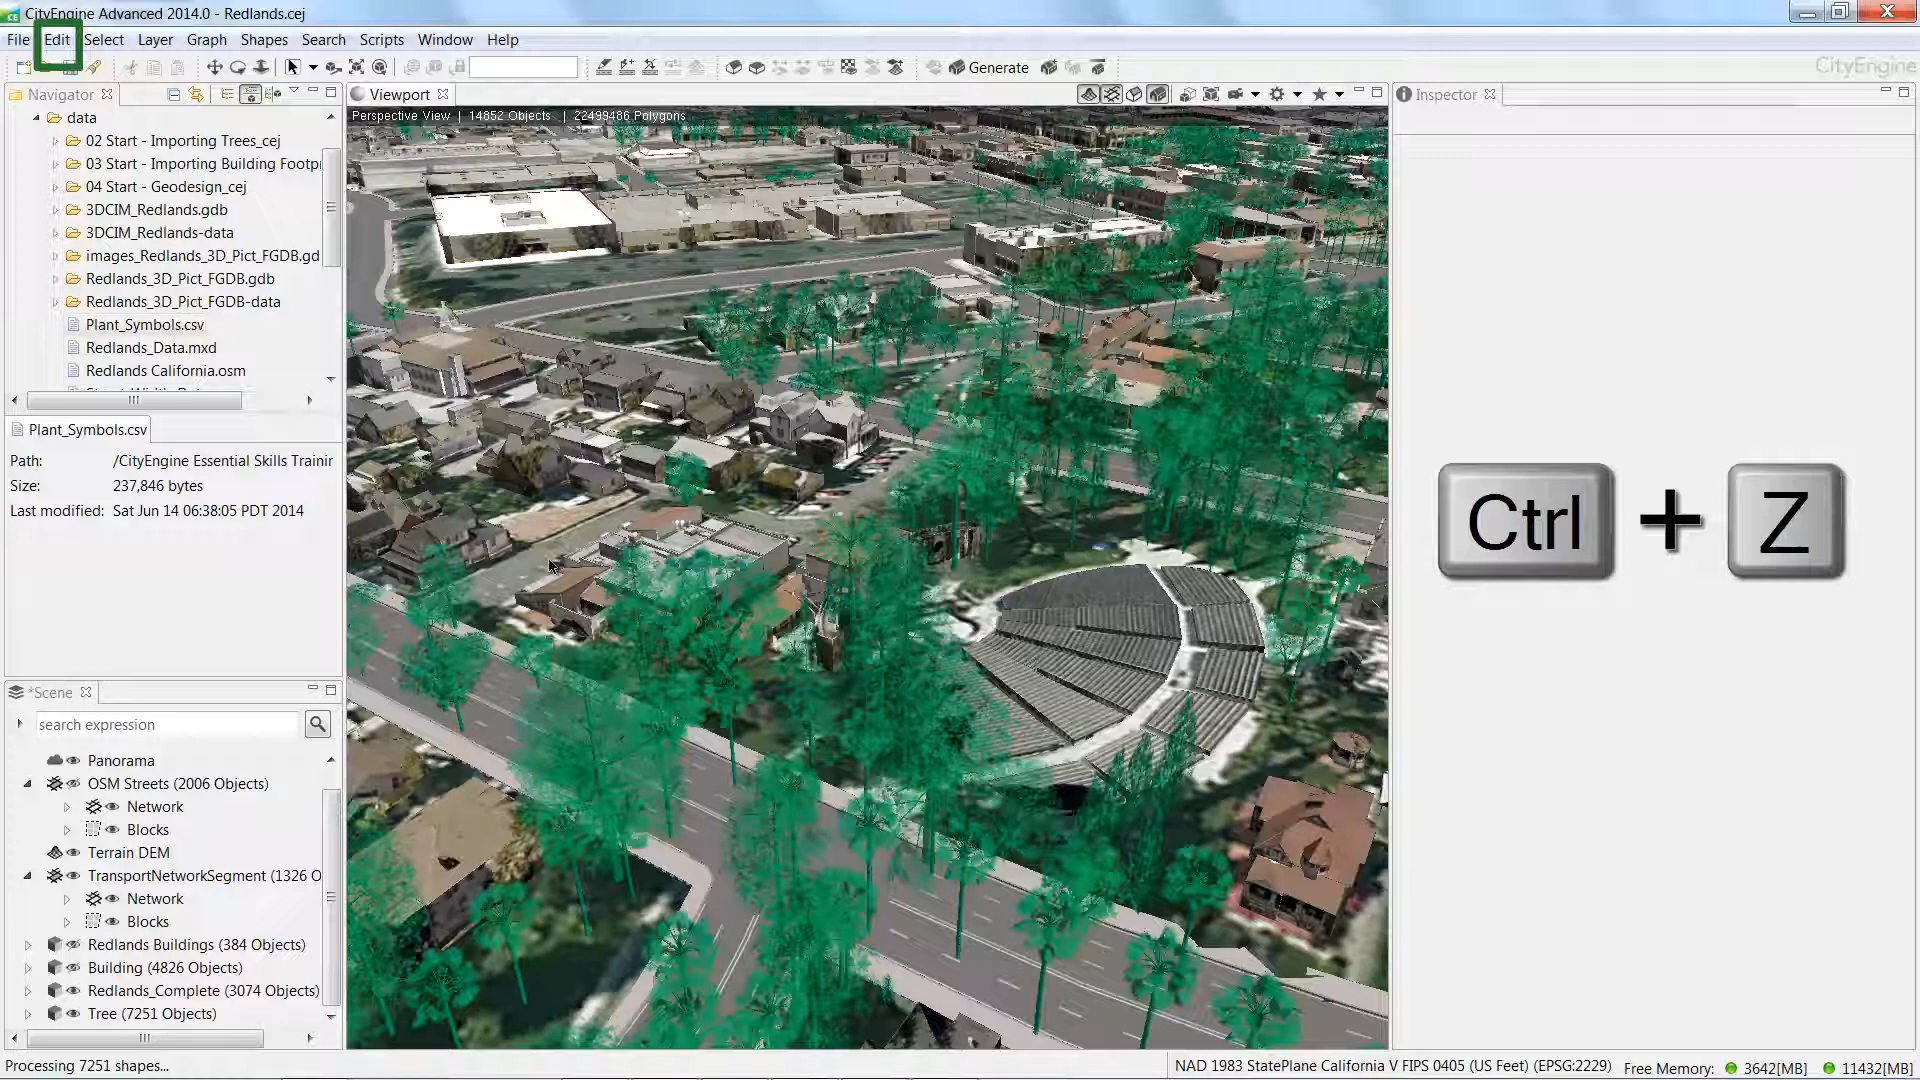 CityEngine Advanced 2014.0 - Redlands.cej
File Edit Select Layer Graph Shapes Search Scripts Window Help
Generate
CityEngine
Navigator
Viewport
Inspector
data
02 Start - Importing Trees_cej
03 Start - Importing Building Footpr
04 Start - Geodesign_cej
3DCIM_Redlands.gdb
3DCIM_Redlands-data
images_Redlands_3D_Pict_FGDB.gd
Redlands_3D_Pict_FGDB.gdb
Redlands_3D_Pict_FGDB-data
Plant_Symbols.csv
Redlands_Data.mxd
Redlands California.osm
Plant_Symbols.csv
Path: /CityEngine Essential Skills Trainir
Size: 237,846 bytes
Last modified: Sat Jun 14 06:38:05 PDT 2014
*Scene
search expression
Panorama
OSM Streets (2006 Objects)
Network
Blocks
Terrain DEM
TransportNetworkSegment (1326 O
Network
Blocks
Redlands Buildings (384 Objects)
Building (4826 Objects)
Redlands_Complete (3074 Objects)
Tree (7251 Objects)
Perspective View | 14852 Objects | 22499486 Polygons
Ctrl + Z
Processing 7251 shapes...
NAD 1983 StatePlane California V FIPS 0405 (US Feet) (EPSG:2229)
Free Memory: 3642[MB] 11432[MB]